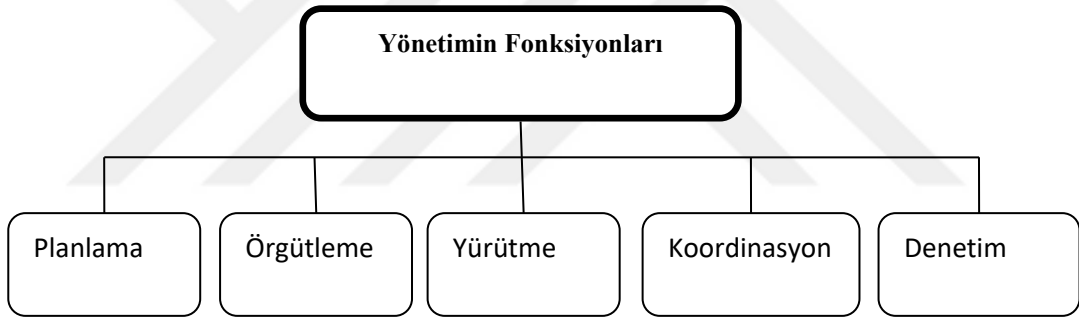 Yönetimin Fonksiyonları
Planlama
Örgütleme
Yürütme
Koordinasyon
Denetim